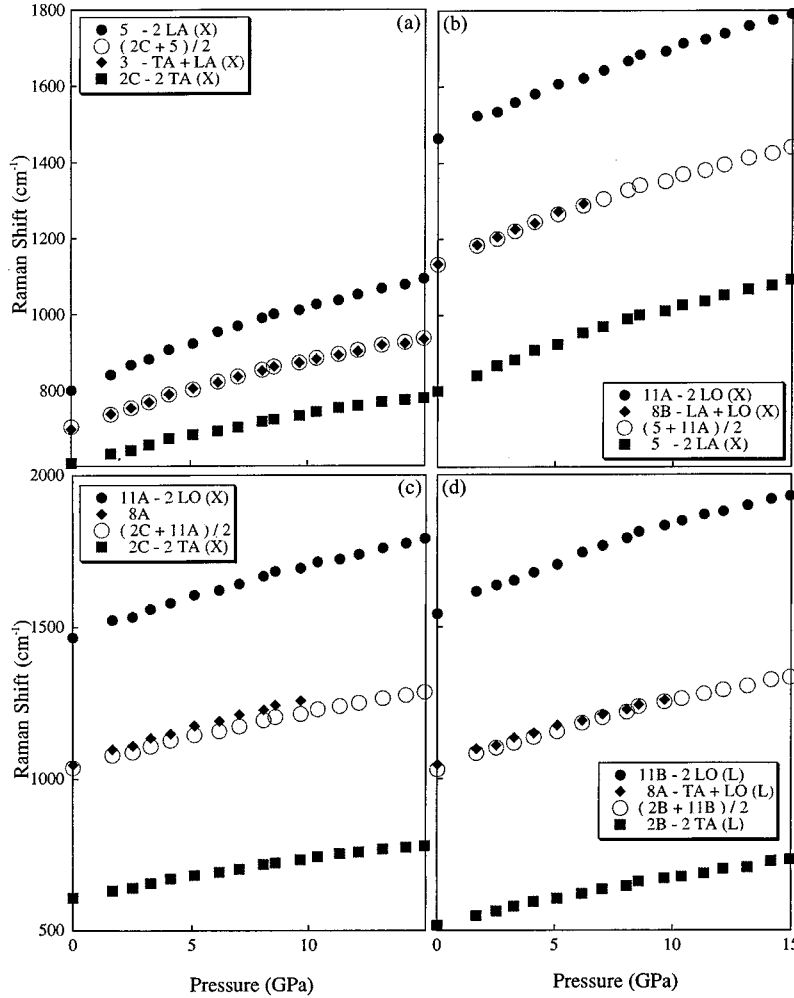 (a)
5 - 2 LA (X)
(2C + 5) / 2
3 - TA + LA (X)
2C - 2 TA (X)
(b)
1800
1600
1400
1200
1000
800
Raman Shift (cm⁻¹)
11A - 2 LO (X)
8B - LA + LO (X)
(5 + 11A) / 2
5 - 2 LA (X)
(c)
11A - 2 LO (X)
8A
(2C + 11A) / 2
2C - 2 TA (X)
(d)
2000
1500
1000
500
Raman Shift (cm⁻¹)
11B - 2 LO (L)
8A - TA + LO (L)
(2B + 11B) / 2
2B - 2 TA (L)
0 5 10 0 5 10 15
Pressure (GPa) Pressure (GPa)